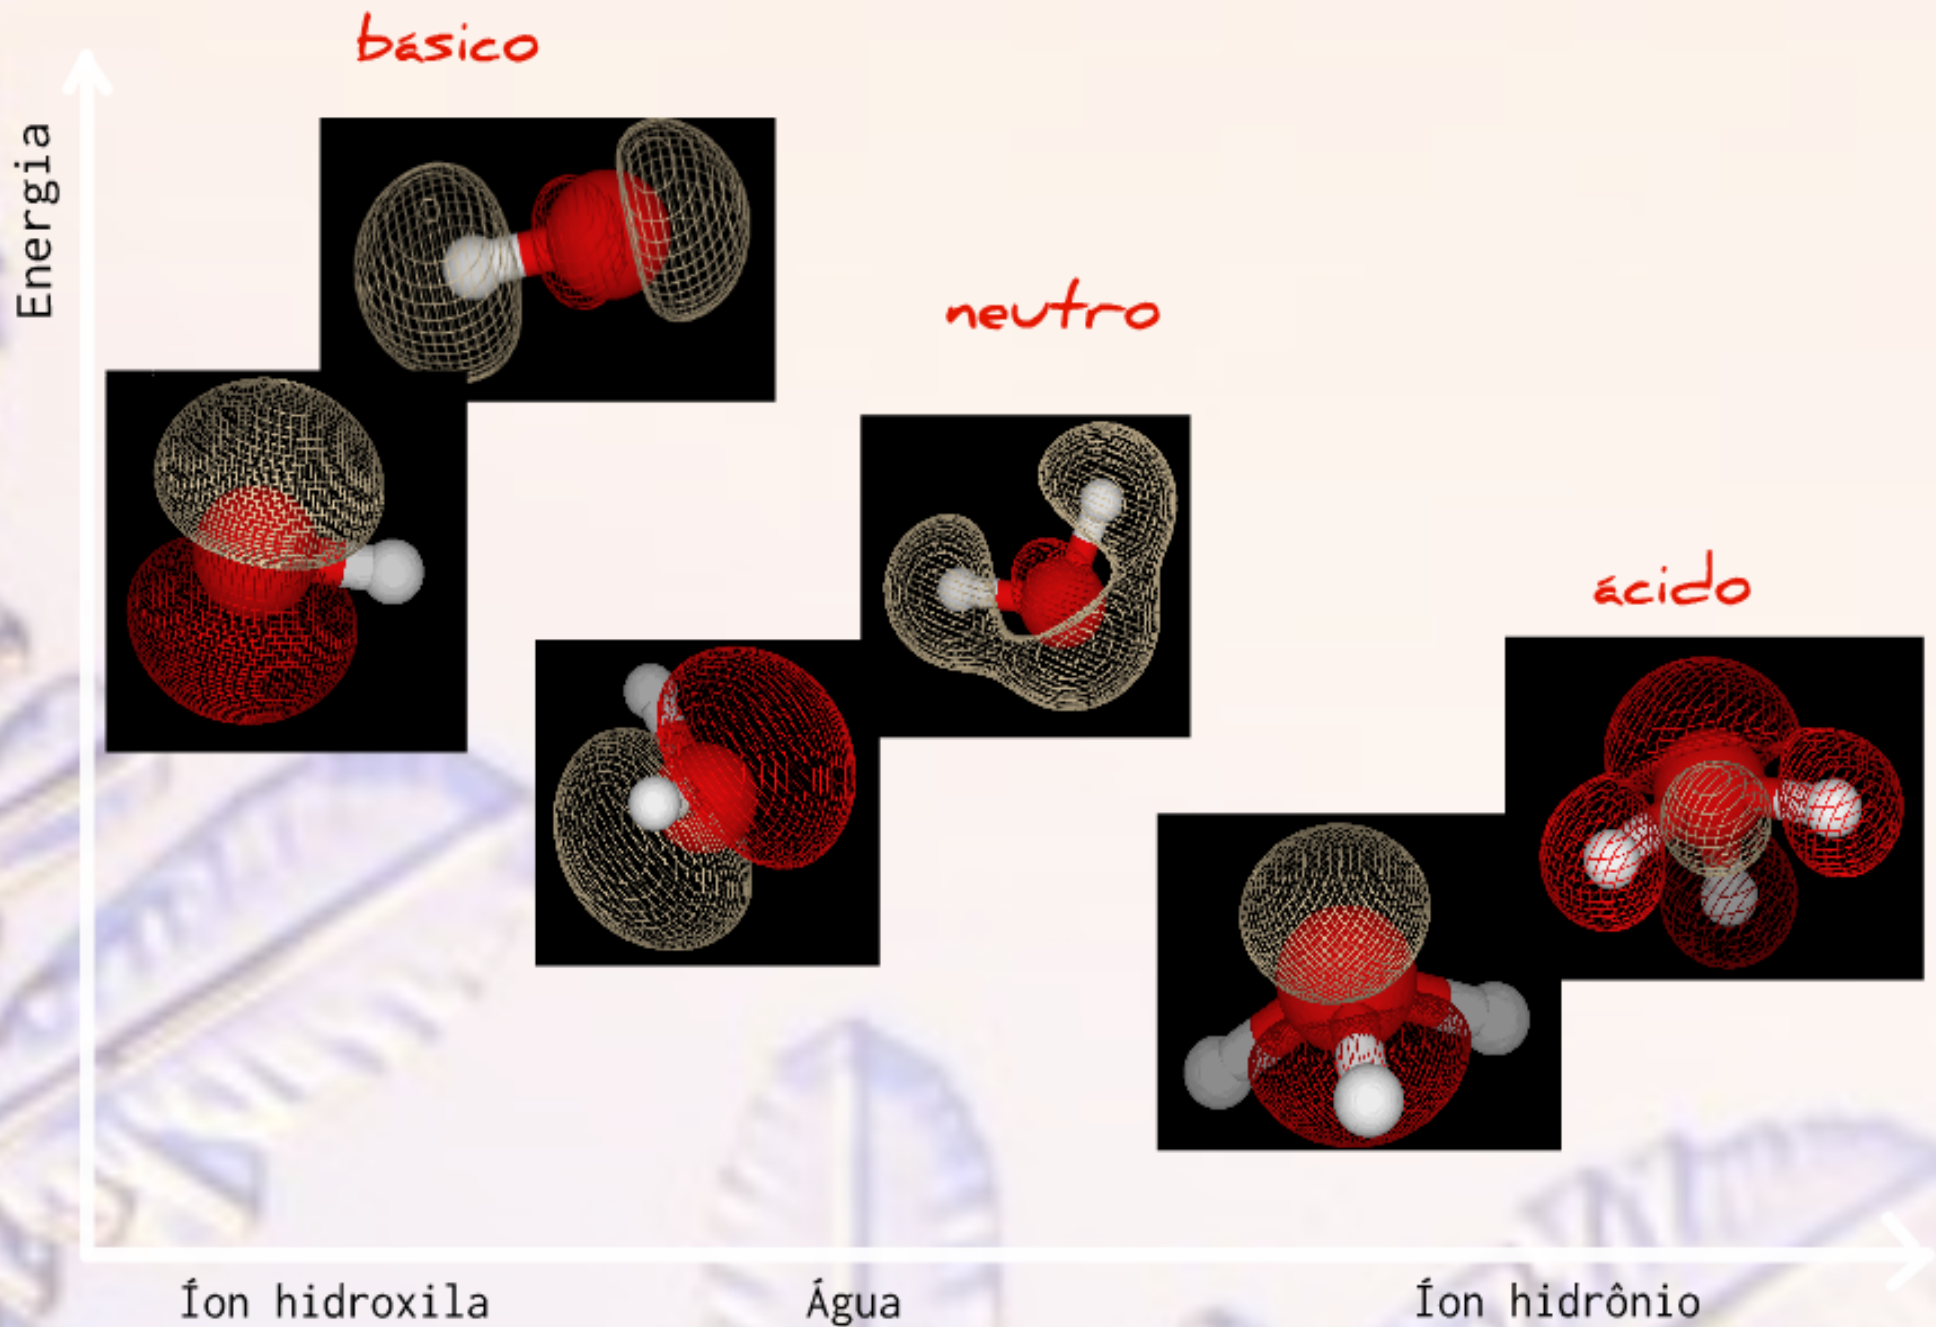 básico
Energia
neutro
ácido
Íon hidroxila
Água
Íon hidrônio